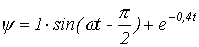 ψ = 1·sin(ωt - π/2) + e^{-0,4t}